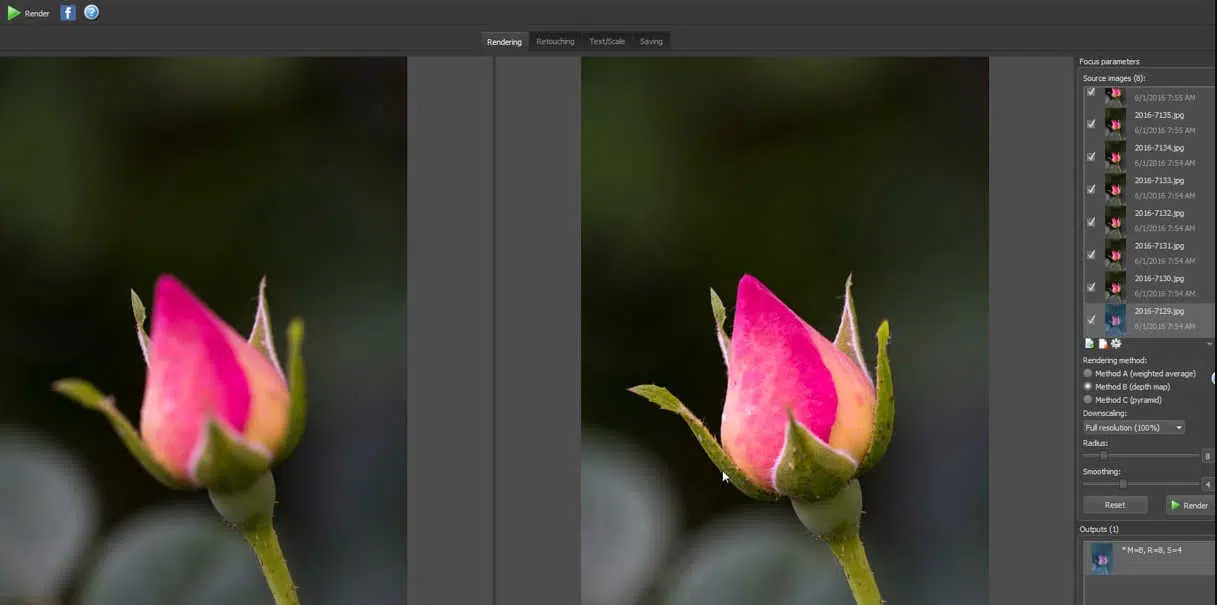 Render
Rendering
Retouching
Text/Scale
Saving
Focus parameters
Source images (8):
6/1/2016 7:55 AM
2016-7135.jpg
6/1/2016 7:55 AM
2016-7134.jpg
6/1/2016 7:54 AM
2016-7133.jpg
6/1/2016 7:54 AM
2016-7132.jpg
6/1/2016 7:54 AM
2016-7131.jpg
6/1/2016 7:54 AM
2016-7130.jpg
6/1/2016 7:54 AM
2016-7129.jpg
6/1/2016 7:54 AM
Rendering method:
Method A (weighted average)
Method B (depth map)
Method C (pyramid)
Downscaling:
Full resolution (100%)
Radius:
8
Smoothing:
4
Reset
Render
Outputs (1)
* M=B, R=8, S=4